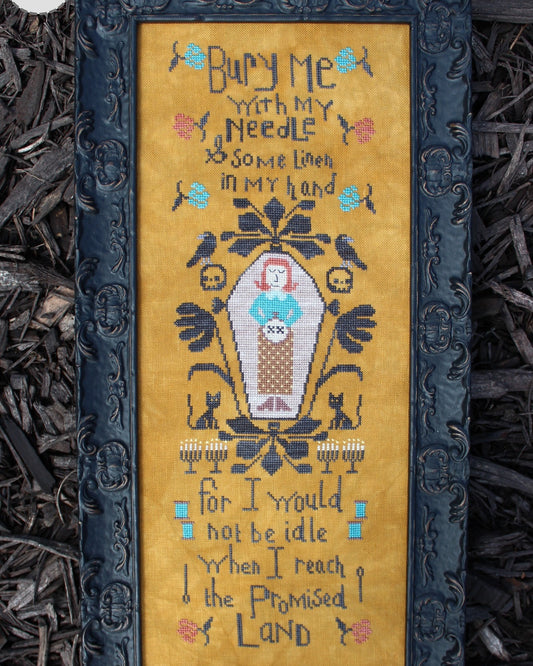 Bury Me
with my
Needle
& Some Linen
in my hand
for I would
not be idle
when I reach
the Promised
Land